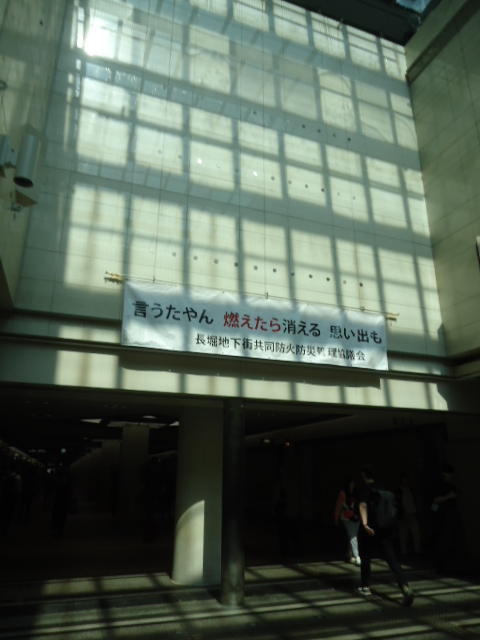 言うたやん 燃えたら消える 思い出も
長堀地下街共同防火防災管理協議会